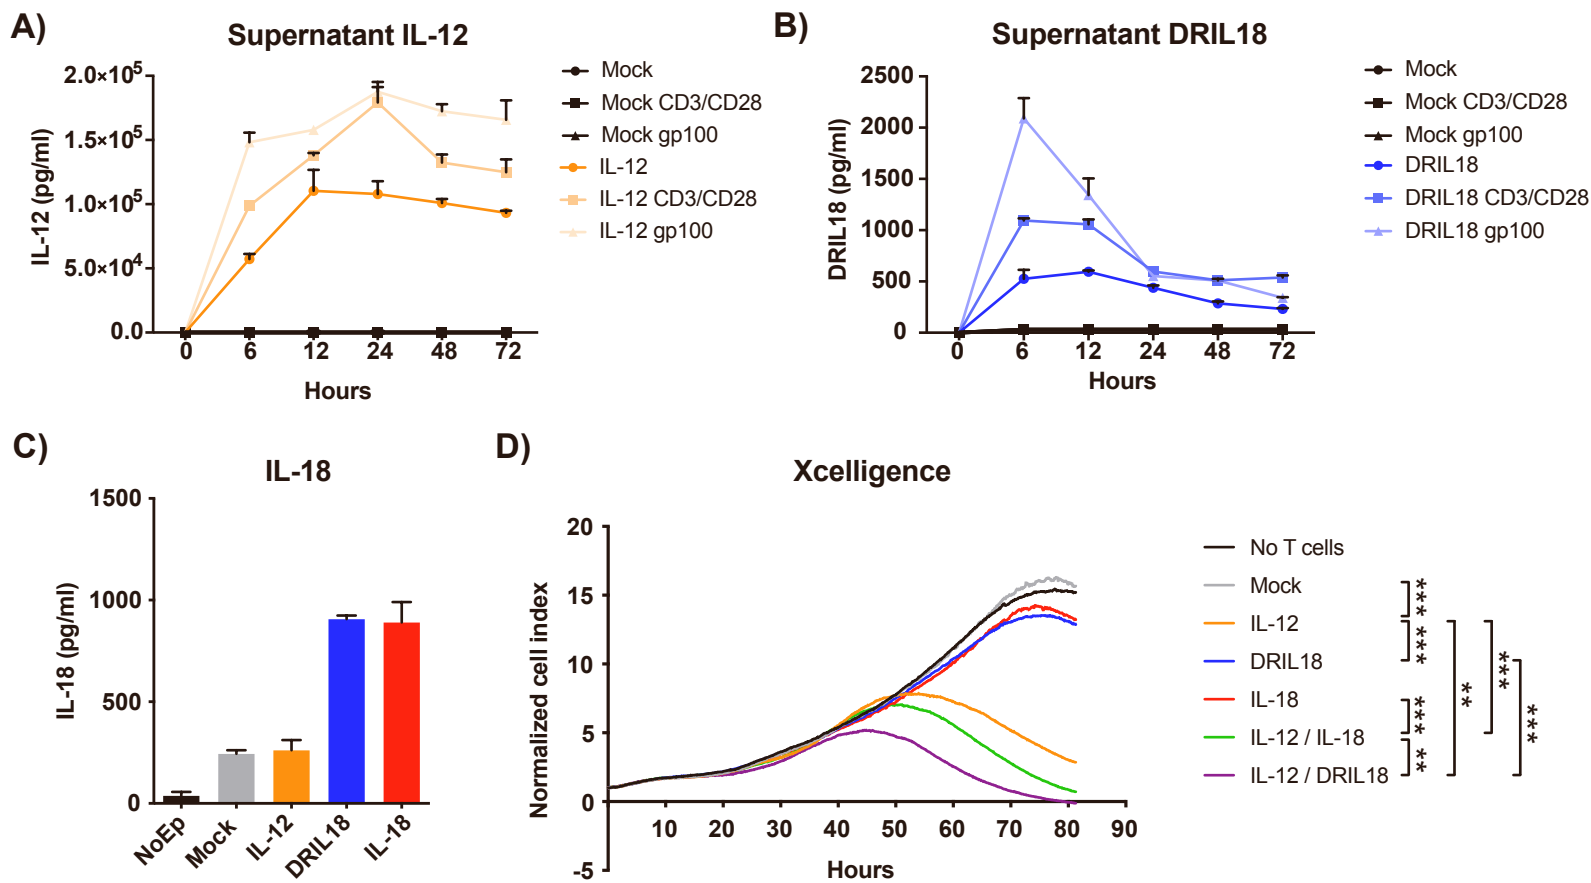 A)
Supernatant IL-12
IL-12 (pg/ml)
2.0×10⁵
1.5×10⁵
1.0×10⁵
5.0×10⁴
0.0
0 6 12 24 48 72
Hours
Mock
Mock CD3/CD28
Mock gp100
IL-12
IL-12 CD3/CD28
IL-12 gp100
B)
Supernatant DRIL18
DRIL18 (pg/ml)
2500
2000
1500
1000
500
0
0 6 12 24 48 72
Hours
Mock
Mock CD3/CD28
Mock gp100
DRIL18
DRIL18 CD3/CD28
DRIL18 gp100
C)
IL-18
IL-18 (pg/ml)
1500
1000
500
0
NoEp Mock IL-12 DRIL18 IL-18
D)
Xcelligence
Normalized cell index
20
15
10
5
0
-5
10 20 30 40 50 60 70 80 90
Hours
No T cells
Mock
IL-12
DRIL18
IL-18
IL-12 / IL-18
IL-12 / DRIL18
***
***
***
**
**
***
***